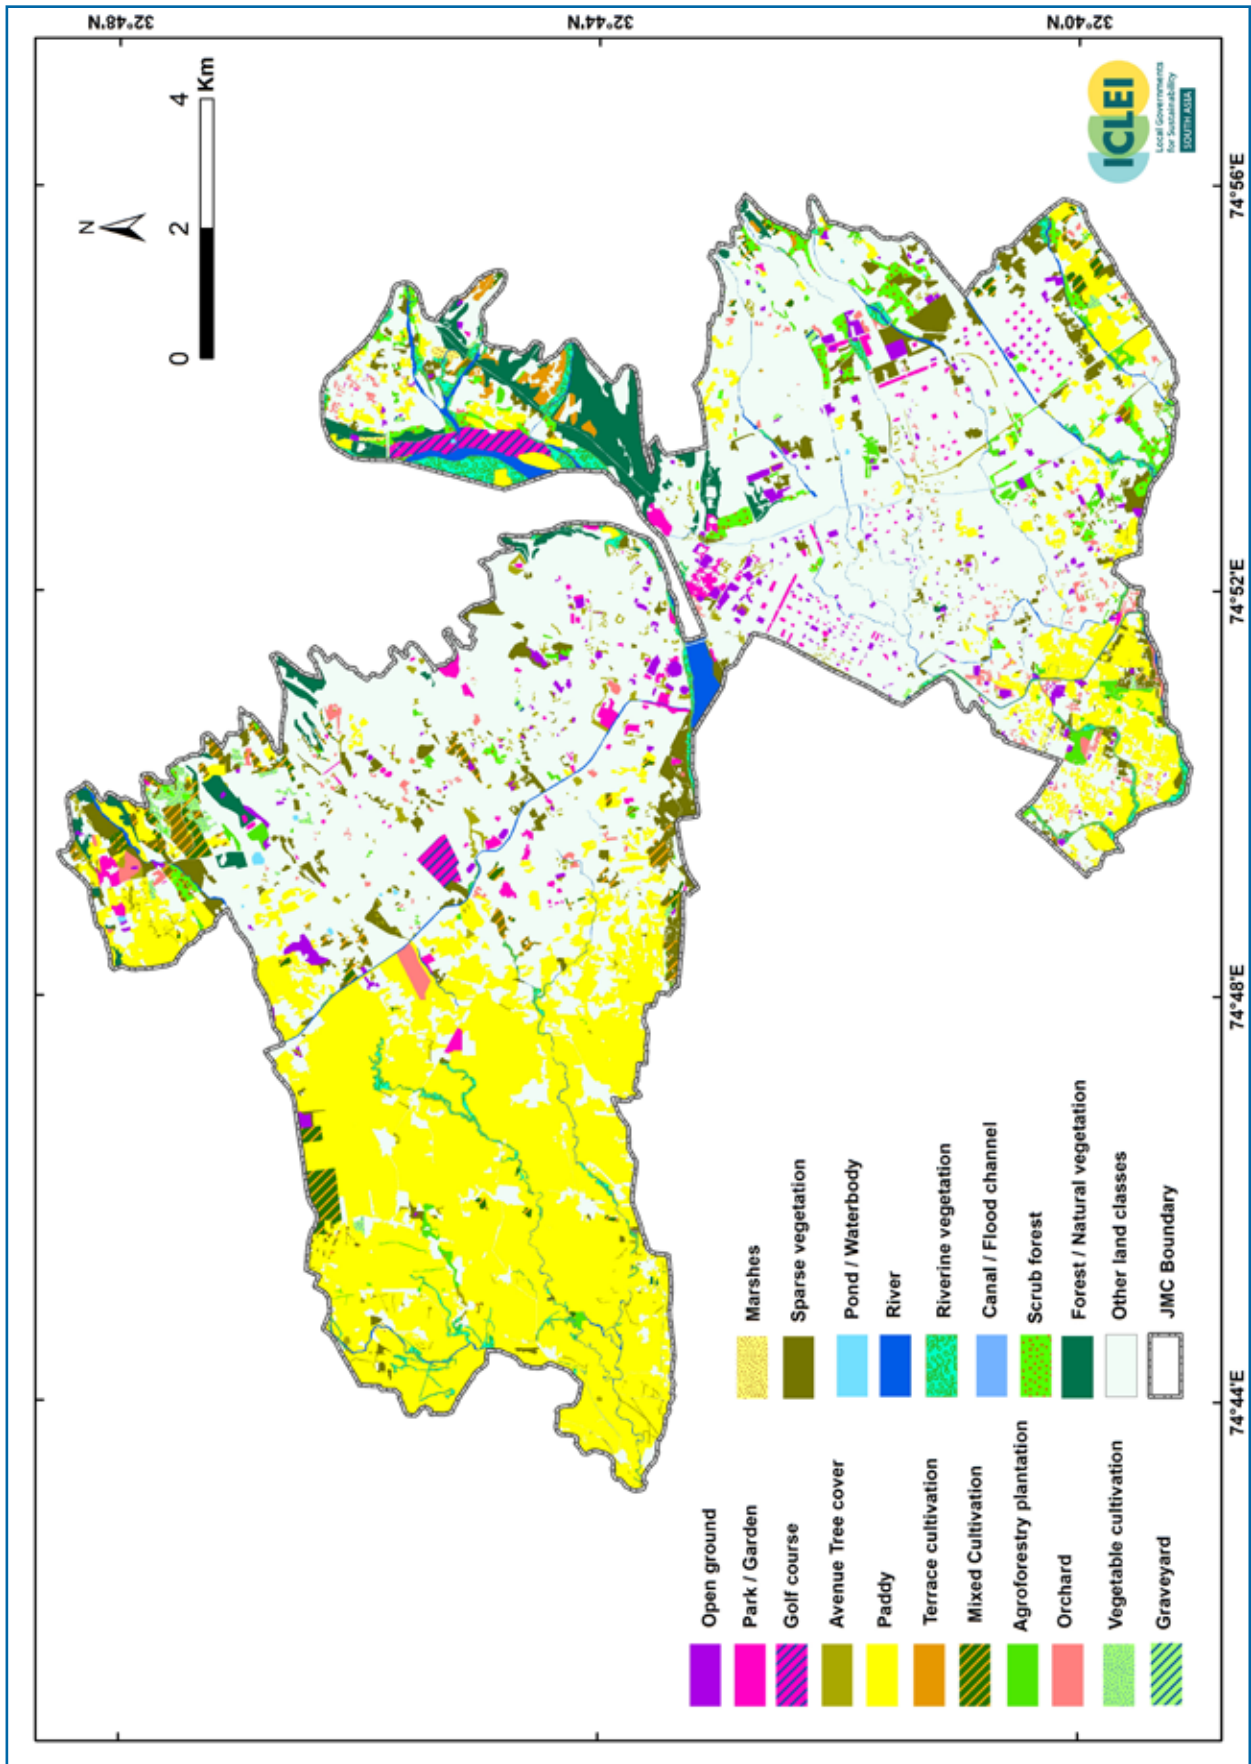 32°48'N
32°44'N
32°40'N
N
0 2 4 Km
74°44'E
74°48'E
74°52'E
74°56'E
Open ground
Park / Garden
Golf course
Avenue Tree cover
Paddy
Terrace cultivation
Mixed Cultivation
Agroforestry plantation
Orchard
Vegetable cultivation
Graveyard
Marshes
Sparse vegetation
Pond / Waterbody
River
Riverine vegetation
Canal / Flood channel
Scrub forest
Forest / Natural vegetation
Other land classes
JMC Boundary
ICLEI
Local Governments
for Sustainability
SOUTH ASIA